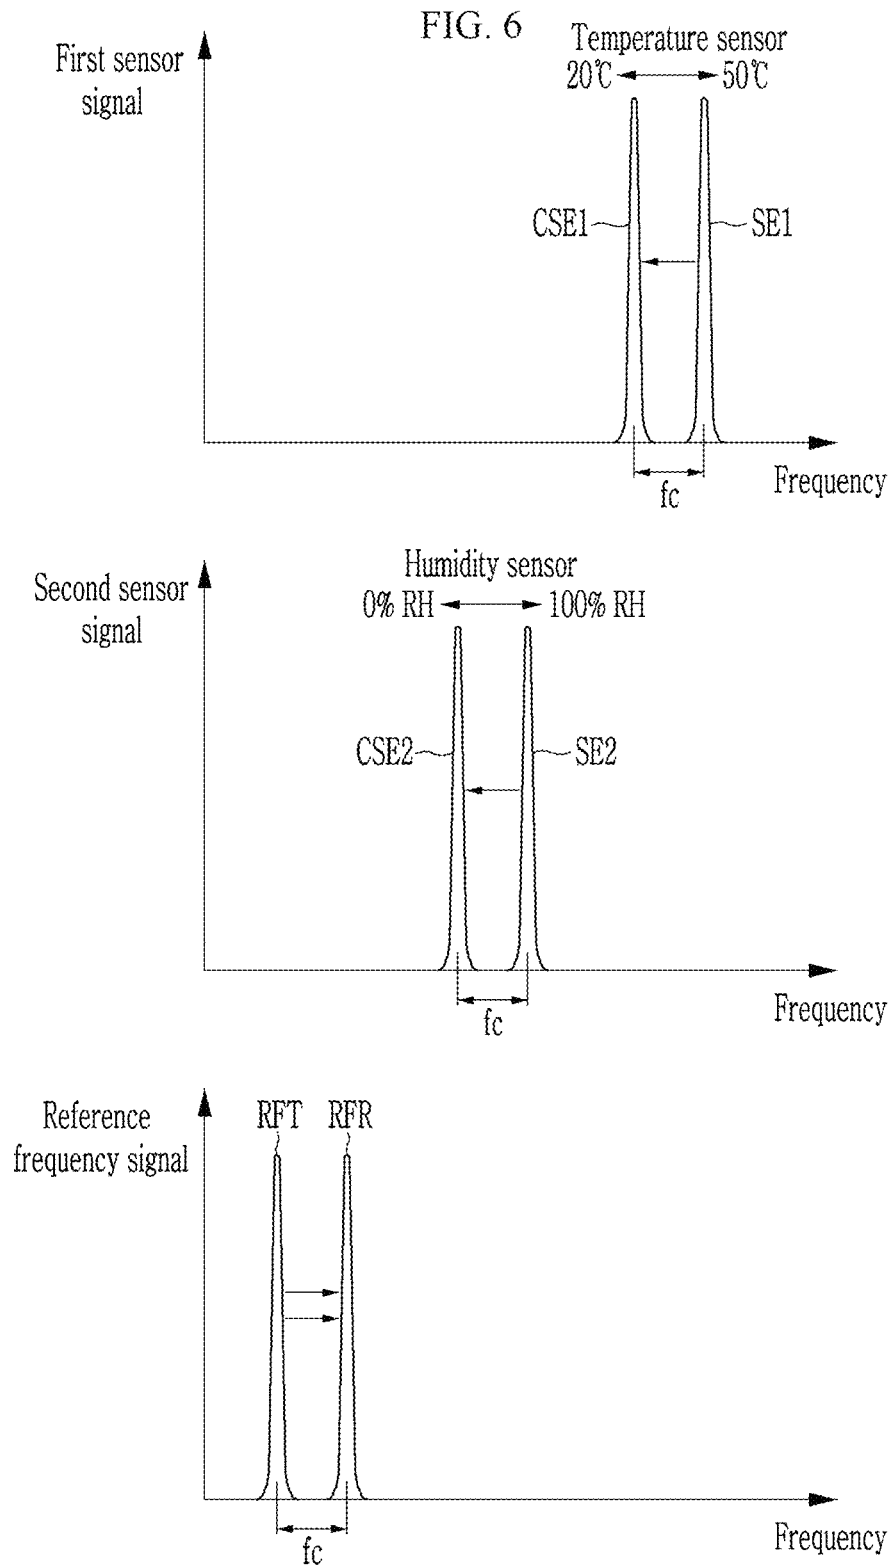 FIG. 6
First sensor
signal
Temperature sensor
20℃
50℃
CSE1
SE1
fc
Frequency
Second sensor
signal
Humidity sensor
0% RH
100% RH
CSE2
SE2
fc
Frequency
Reference
frequency signal
RFT
RFR
fc
Frequency